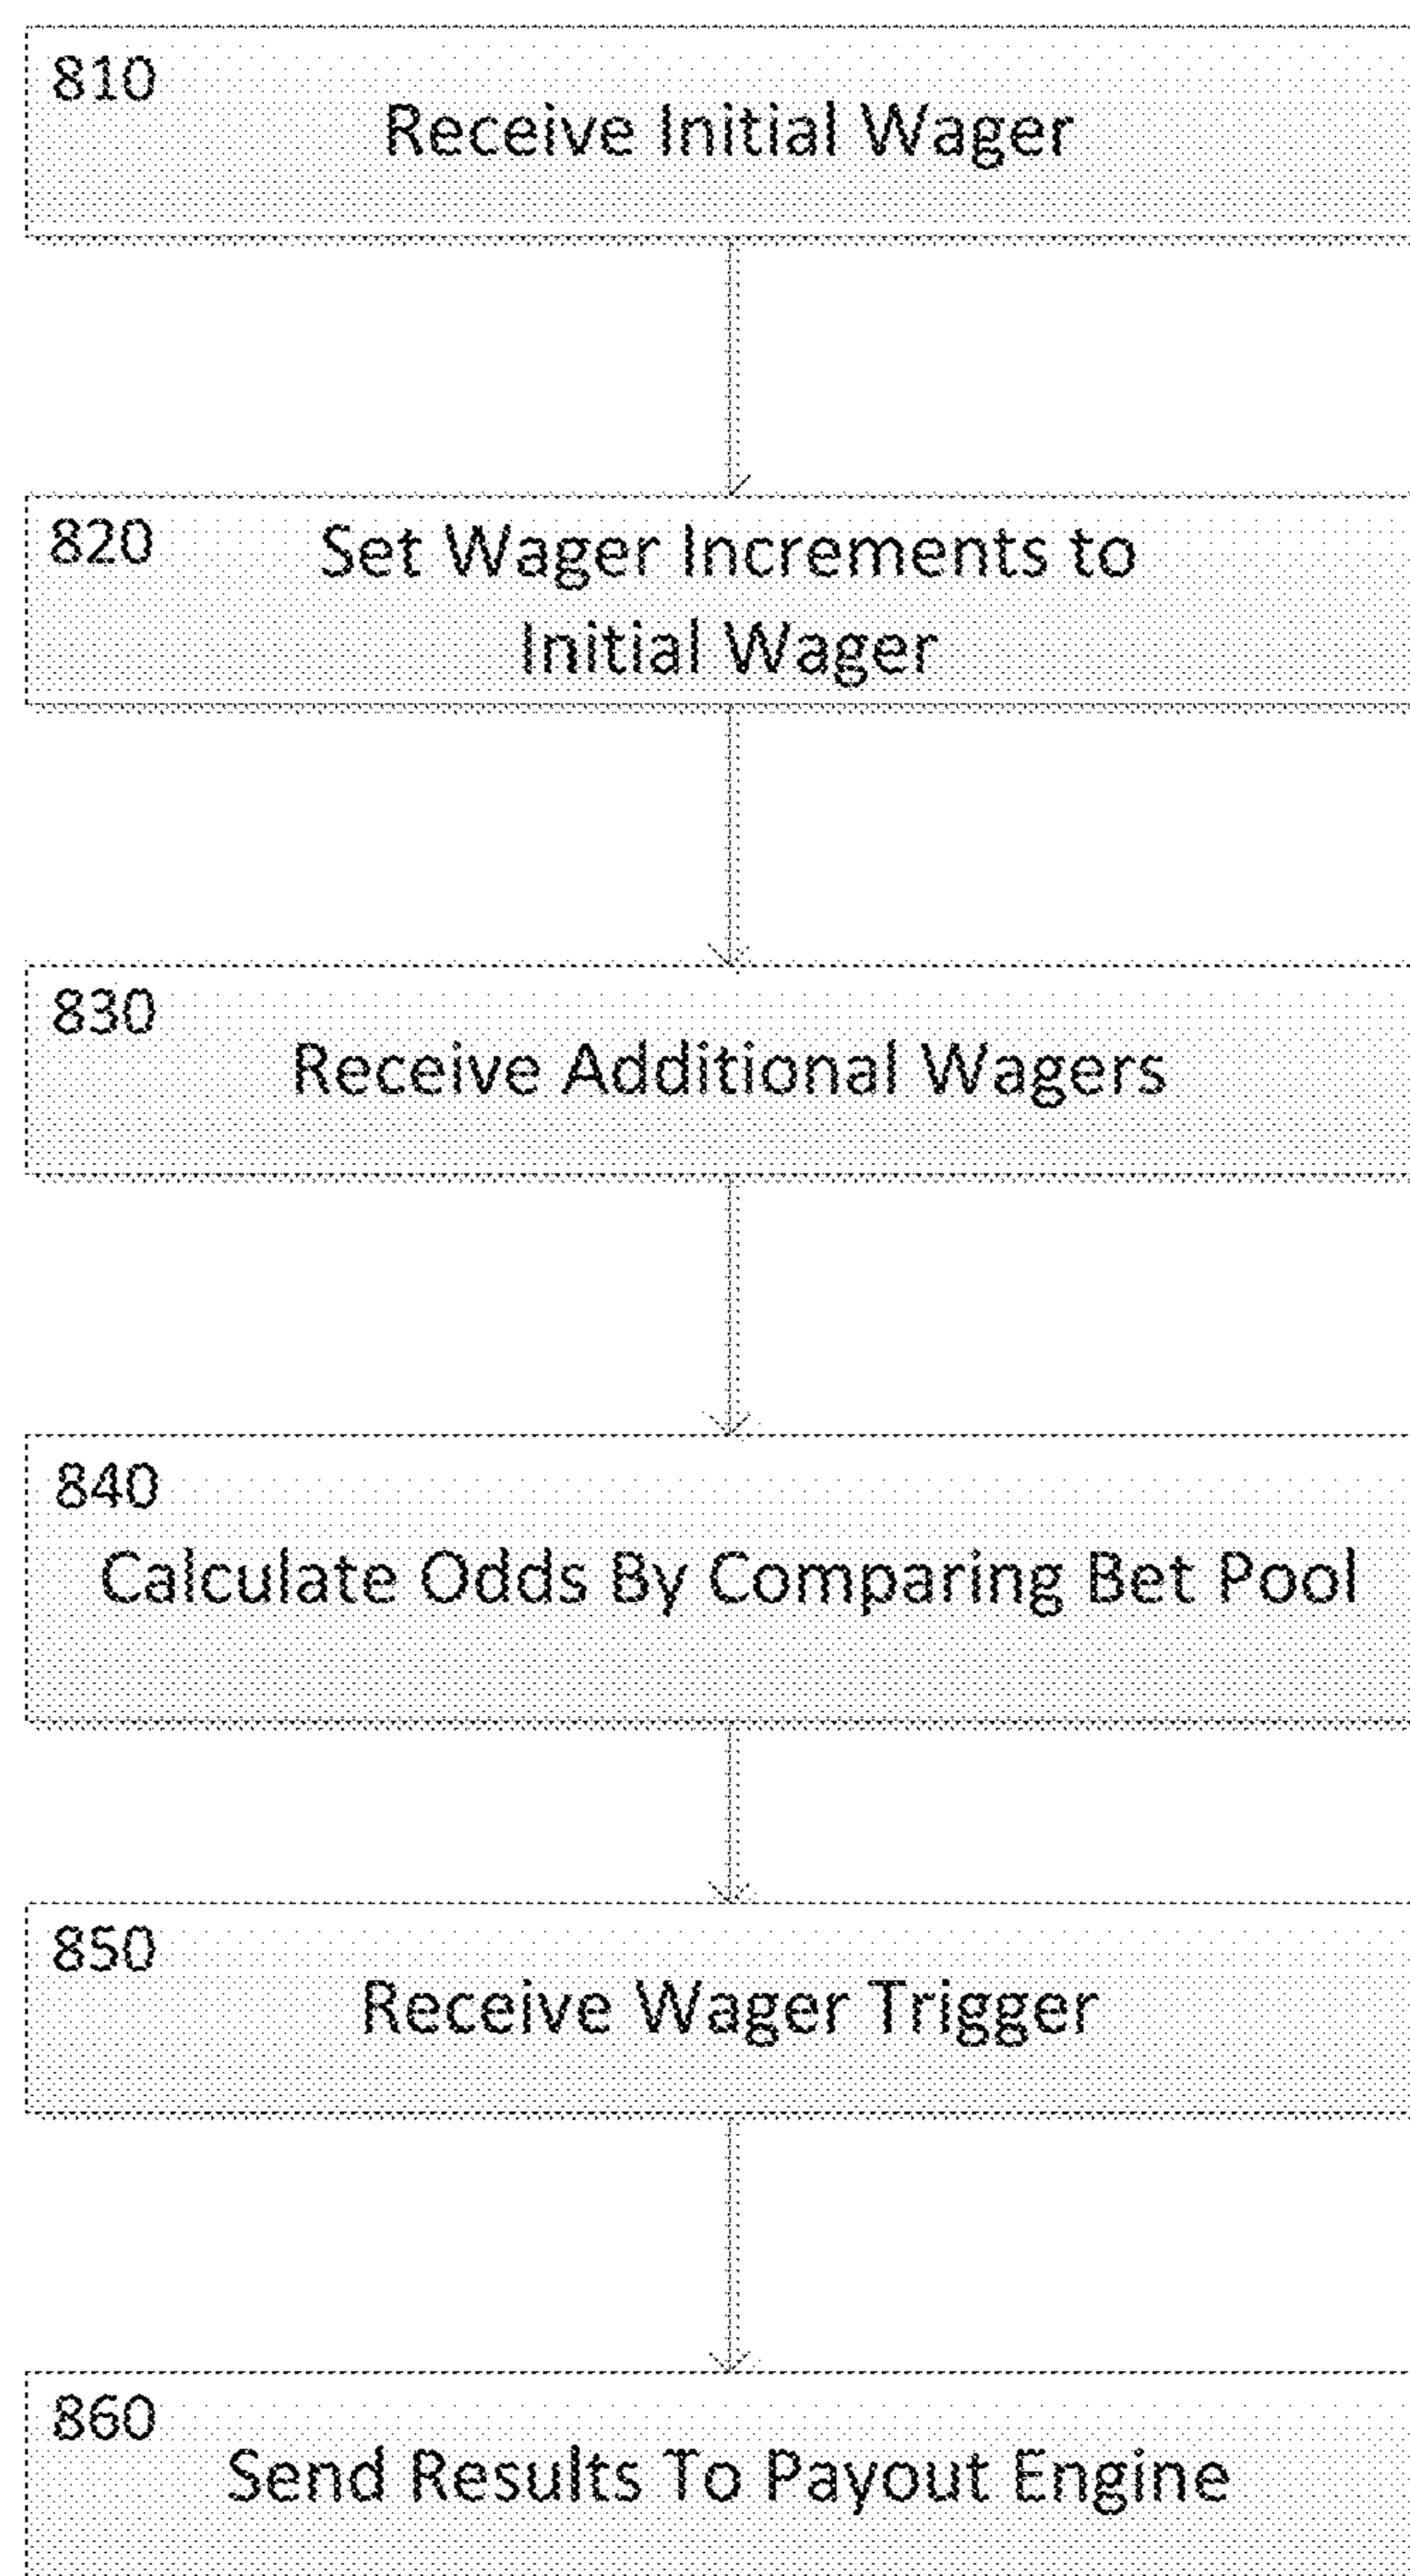 810
Receive Initial Wager
820
Set Wager Increments to
Initial Wager
830
Receive Additional Wagers
840
Calculate Odds By Comparing Bet Pool
850
Receive Wager Trigger
860
Send Results To Payout Engine